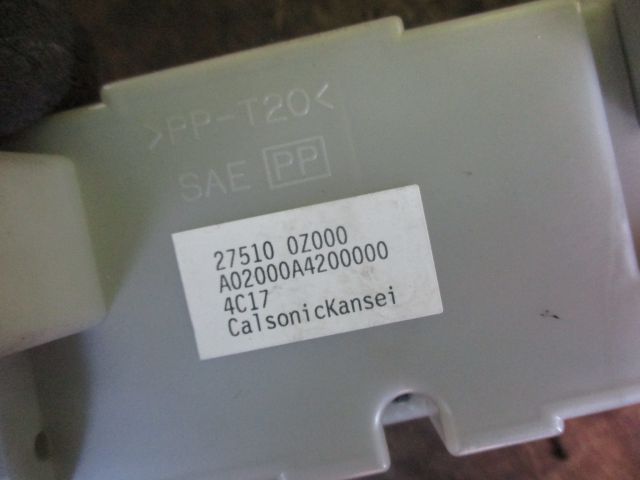 >PP-T20<
SAE PP
27510 0Z000
A02000A4200000
4C17
CalsonicKansei